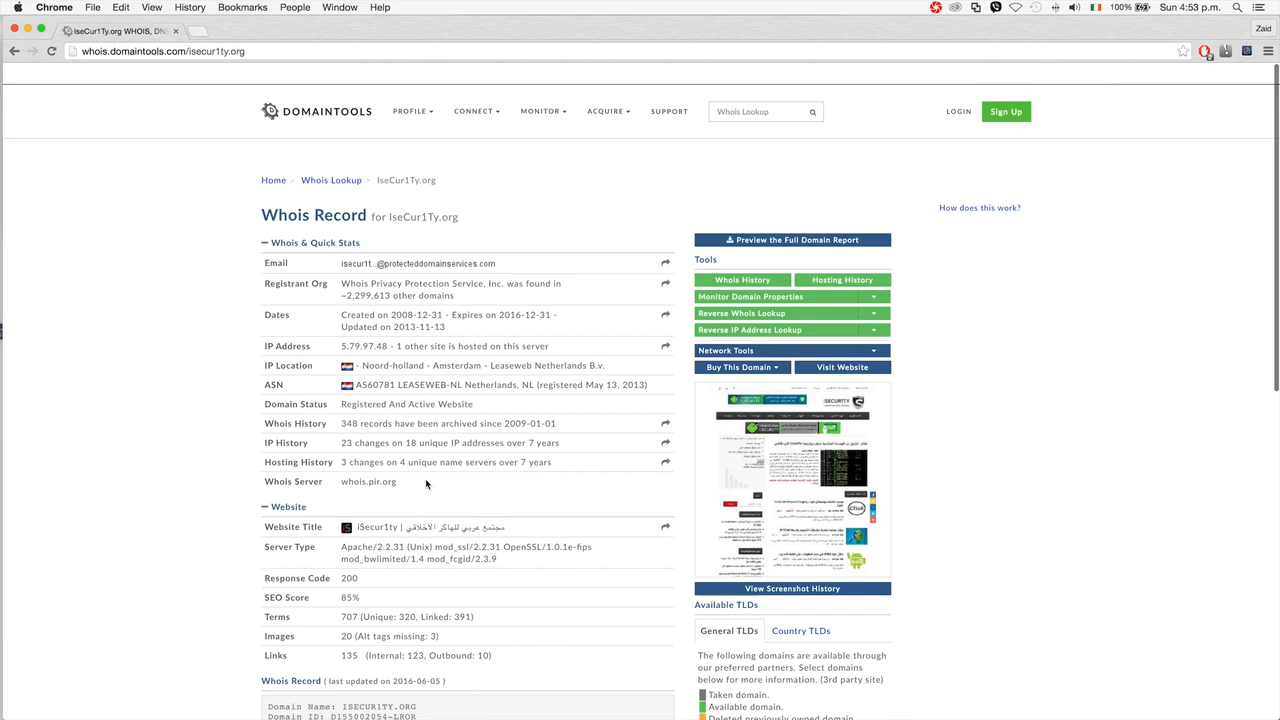 Chrome File Edit View History Bookmarks People Window Help 100% Sun 4:53 p.m.
IseCur1Ty.org WHOIS, DN Zaid
whois.domaintools.com/isecur1ty.org
DOMAINTOOLS PROFILE CONNECT MONITOR ACQUIRE SUPPORT Whois Lookup LOGIN Sign Up
Home > Whois Lookup > IseCur1Ty.org
How does this work?
Whois Record for IseCur1Ty.org
Whois & Quick Stats
Email isecur1t..@protecteddomainservices.com
Registrant Org Whois Privacy Protection Service, Inc. was found in
~2,299,613 other domains
Dates Created on 2008-12-31 - Expires on 2016-12-31 -
Updated on 2013-11-13
IP Address 5.79.97.48 - 1 other site is hosted on this server
IP Location - Noord-holland - Amsterdam - Leaseweb Netherlands B.v.
ASN AS60781 LEASEWEB-NL Netherlands, NL (registered May 13, 2013)
Domain Status Registered And Active Website
Whois History records have been archived since 2009-01-01
IP History changes on 18 unique IP addresses over 7 years
Hosting History on 4 unique name servers over
Whois Server
Website
Website Title iSecur1ty | مجتمع عربي للهاكر الأخلاقي
Server Type Apache/2.2.31 (Unix) mod_ssl/2.2.31 OpenSSL/1.0.1e-fips
mod_bwlimited/1.4 mod_fcgid/2.3.9
Response Code 200
SEO Score 85%
Terms 707 (Unique: 320, Linked: 391)
Images 20 (Alt tags missing: 3)
Links 135 (Internal: 123, Outbound: 10)
Whois Record ( last updated on 2016-06-05 )
Domain Name: ISECUR1TY.ORG
Domain ID: D155002054-LROR
Preview the Full Domain Report
Tools
Whois History Hosting History
Monitor Domain Properties
Reverse Whois Lookup
Reverse IP Address Lookup
Network Tools
Buy This Domain Visit Website
View Screenshot History
Available TLDs
General TLDs Country TLDs
The following domains are available through
our preferred partners. Select domains
below for more information. (3rd party site)
Taken domain.
Available domain.
Deleted previously owned domain.